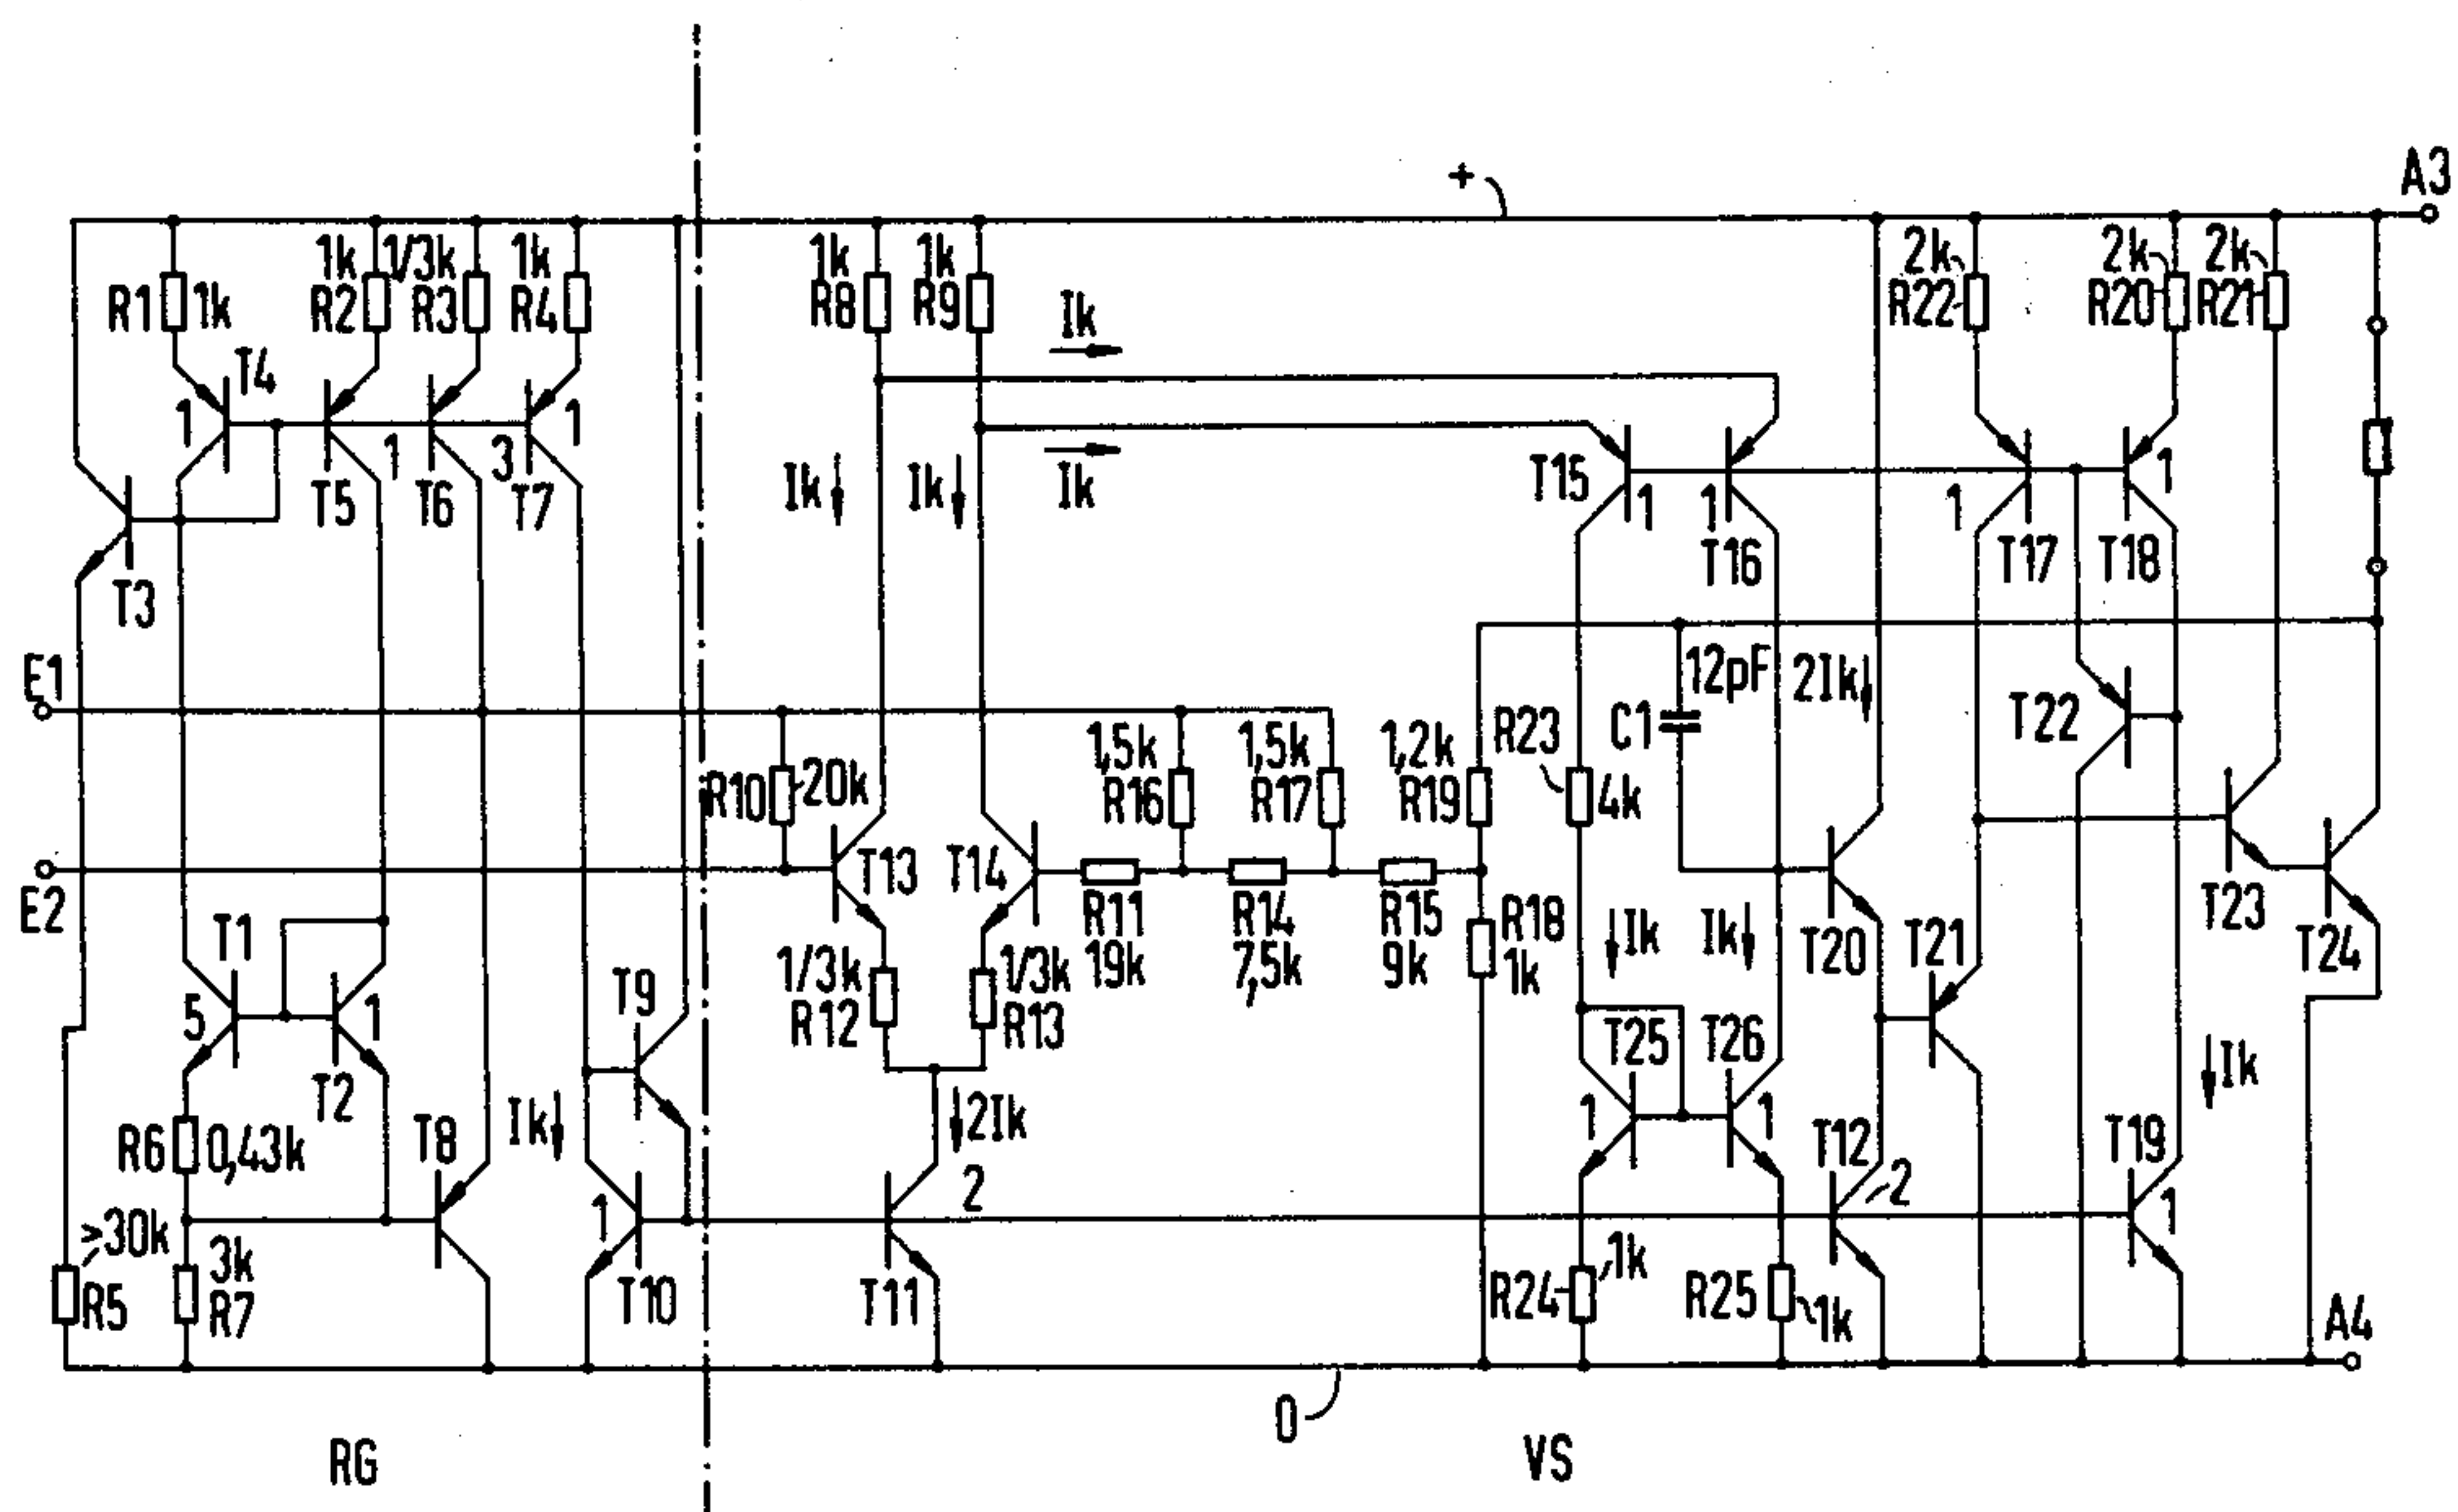 +
A3
1k
1/3k
1k
1k
1k
2k
2k
2k
R1
1k
R2
R3
R4
R8
R9
Ik
R22
R20
R21
T4
1
1
3
1
T5
T6
T7
Ik
Ik
Ik
T15
1
1
T16
1
T17
1
T18
T3
E1
12pF
2Ik
T22
R10
20k
1,5k
R16
1,5k
R17
1,2k
R19
R23
4k
C1
E2
T13
T14
R11
19k
R14
7,5k
R15
9k
R18
1k
Ik
Ik
T20
T21
T23
T24
T1
5
1
T2
T9
1/3k
R12
1/3k
R13
T25
T26
Ik
R6
0,43k
T8
Ik
2Ik
1
1
T12
2
T19
1
>30k
R5
3k
R7
1
T10
T11
2
R24
1k
R25
1k
A4
0
RG
VS